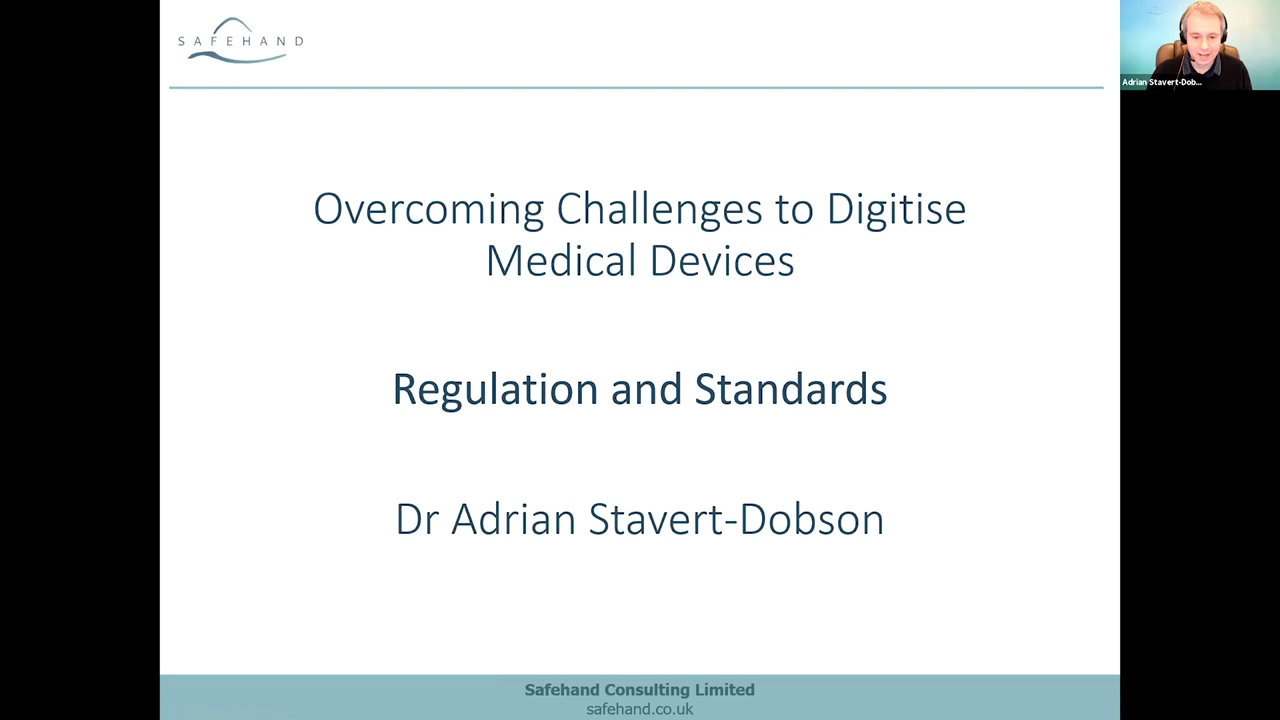 SAFEHAND
Adrian Stavert-Dob...
Overcoming Challenges to Digitise
Medical Devices
Regulation and Standards
Dr Adrian Stavert-Dobson
Safehand Consulting Limited
safehand.co.uk